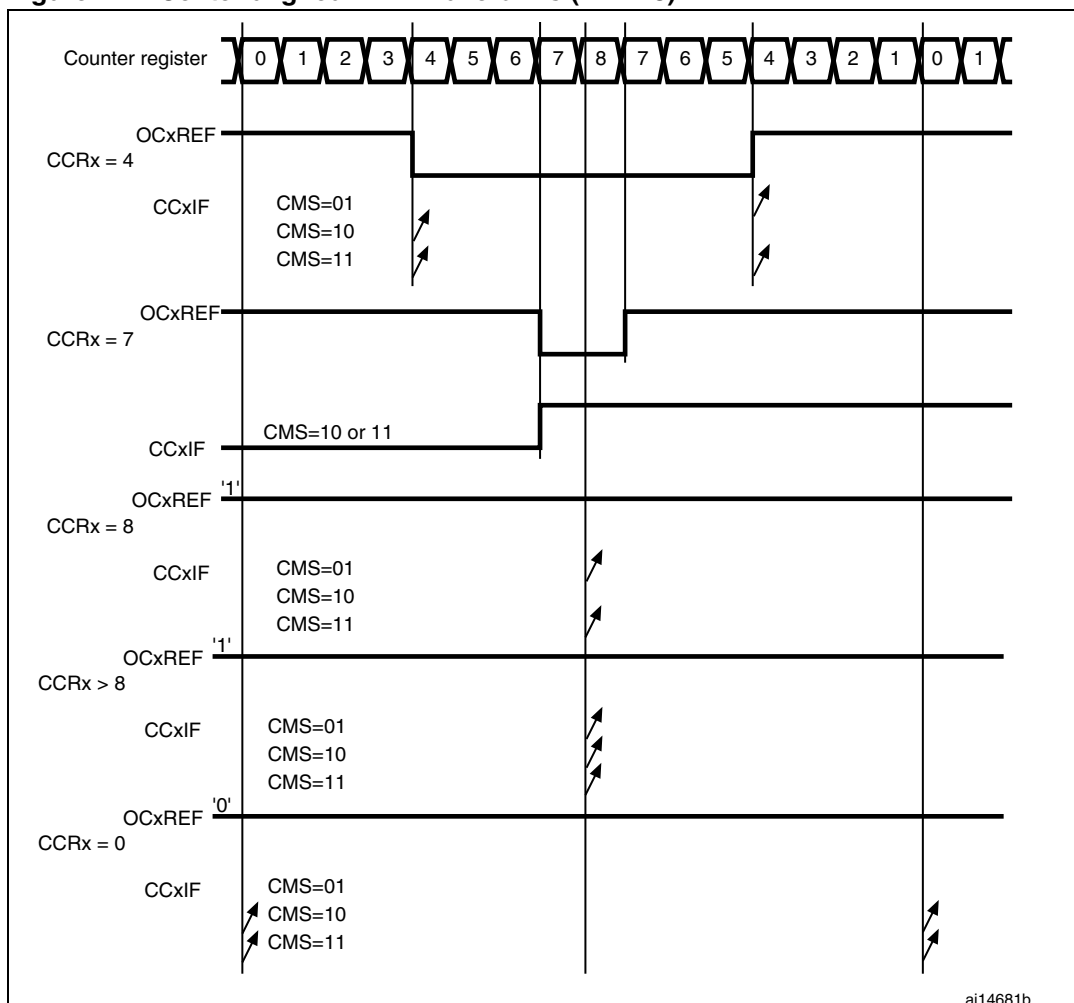 Counter register 0 1 2 3 4 5 6 7 8 7 6 5 4 3 2 1 0 1
OCxREF
CCRx = 4
CCxIF CMS=01
CMS=10
CMS=11
OCxREF
CCRx = 7
CMS=10 or 11
CCxIF
'1'
OCxREF
CCRx = 8
CCxIF CMS=01
CMS=10
CMS=11
'1'
OCxREF
CCRx > 8
CCxIF CMS=01
CMS=10
CMS=11
'0'
OCxREF
CCRx = 0
CCxIF CMS=01
CMS=10
CMS=11
ai14681b